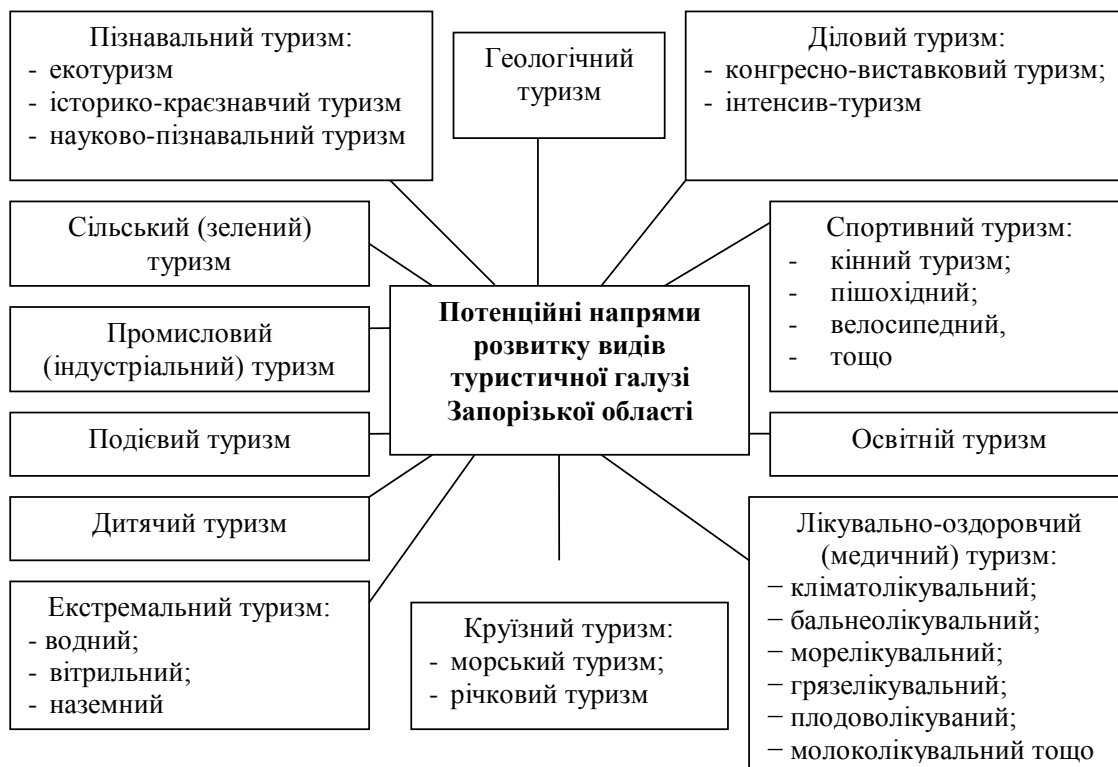 Пізнавальний туризм:
- екотуризм
- історико-краєзнавчий туризм
- науково-пізнавальний туризм
Геологічний
туризм
Діловий туризм:
- конгресно-виставковий туризм;
- інтенсив-туризм
Сільський (зелений)
туризм
Промисловий
(індустріальний) туризм
Подієвий туризм
Дитячий туризм
Екстремальний туризм:
- водний;
- вітрильний;
- наземний
Потенційні напрями
розвитку видів
туристичної галузі
Запорізької області
Круїзний туризм:
- морський туризм;
- річковий туризм
Спортивний туризм:
- кінний туризм;
- пішохідний;
- велосипедний,
- тощо
Освітній туризм
Лікувально-оздоровчий
(медичний) туризм:
− кліматолікувальний;
− бальнеолікувальний;
− морелікувальний;
− грязелікувальний;
− плодоволікуваний;
− молоколікувальний тощо